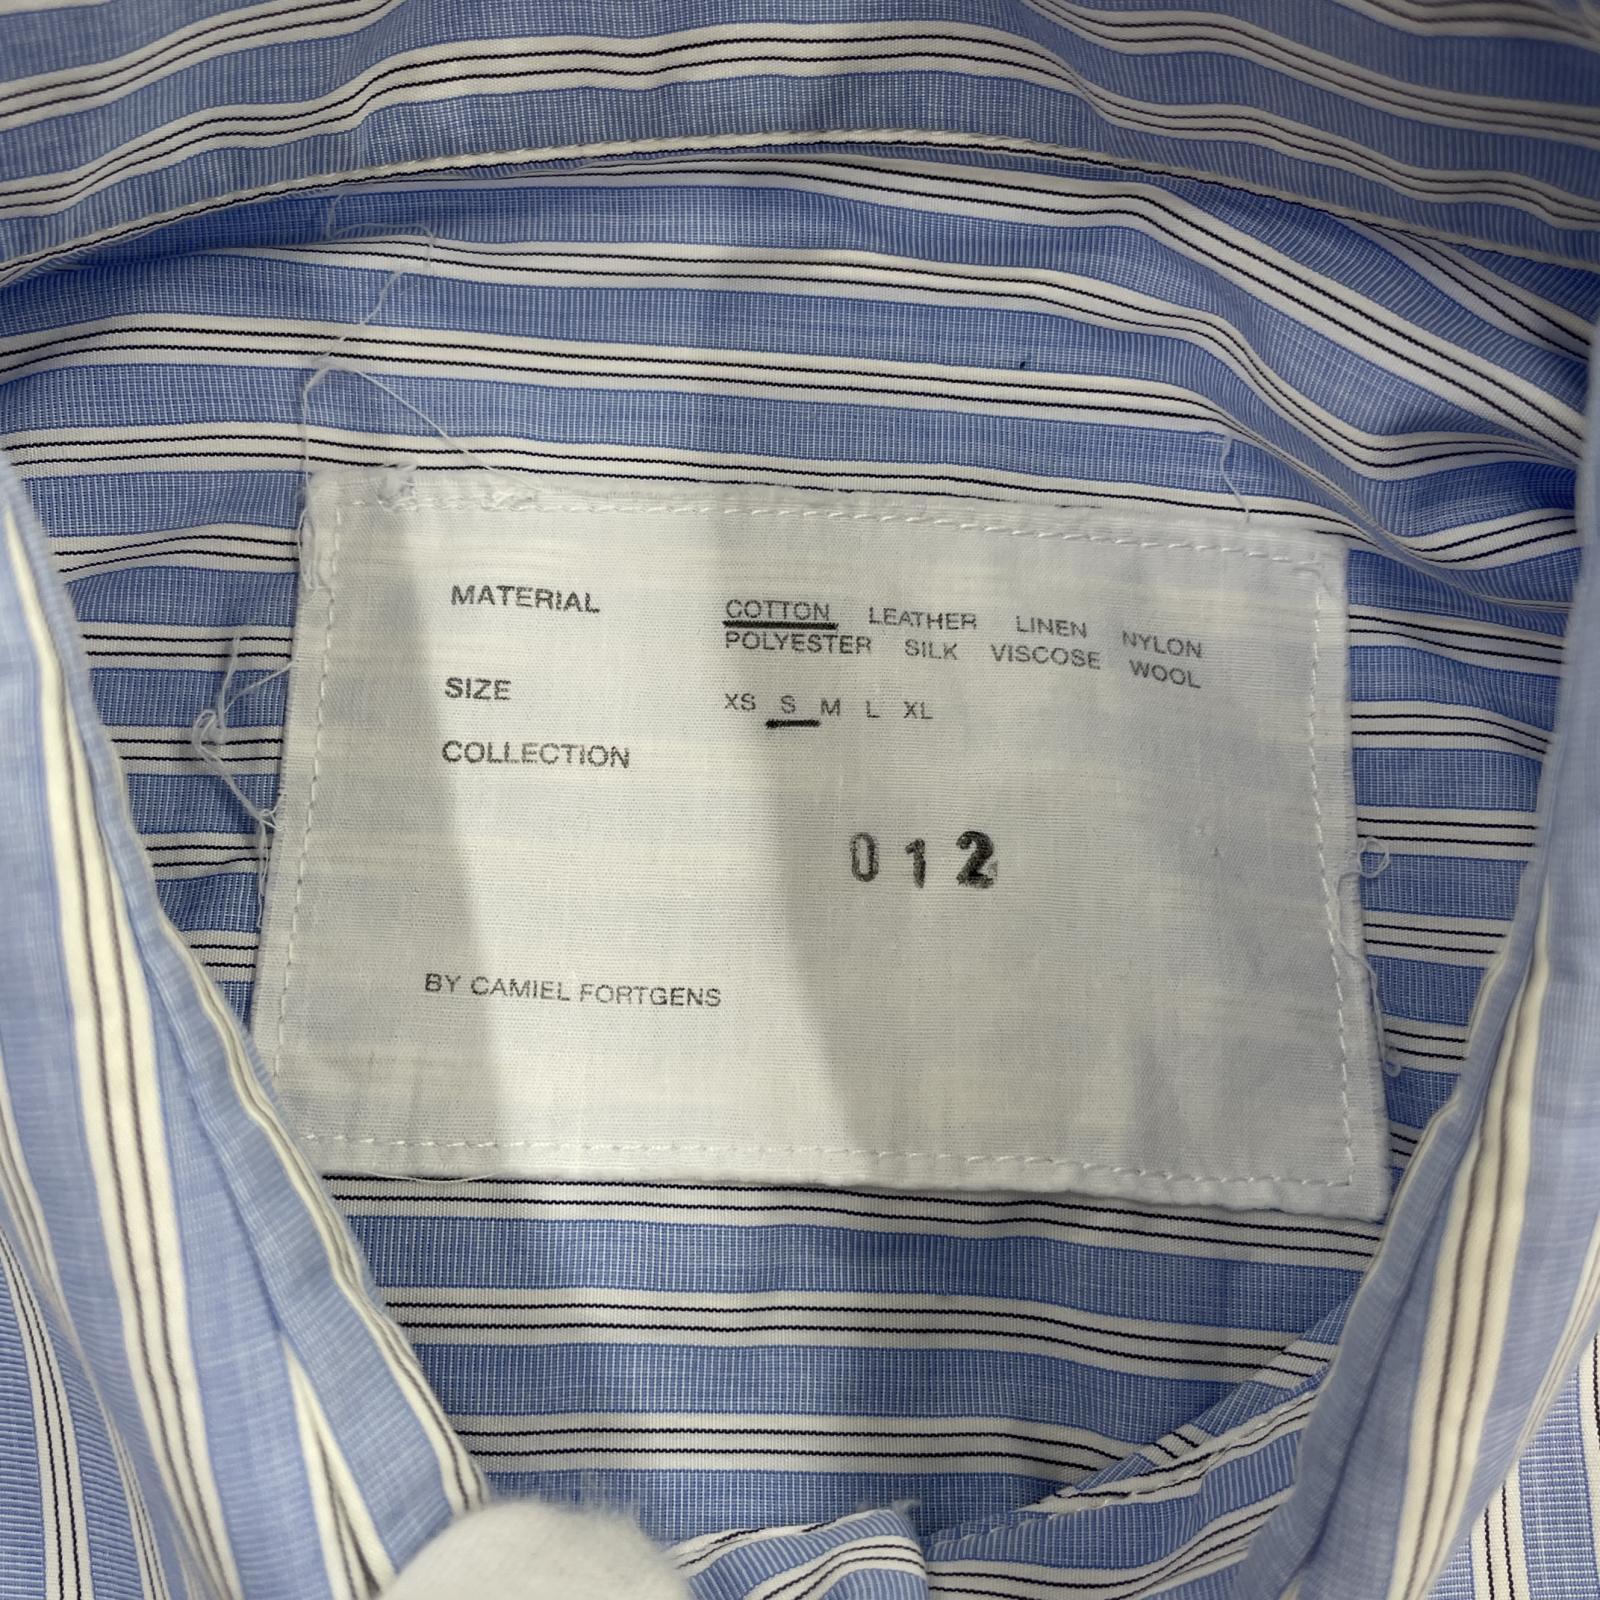 MATERIAL COTTON LEATHER LINEN NYLON
POLYESTER SILK VISCOSE WOOL
SIZE XS S M L XL
COLLECTION
012
BY CAMIEL FORTGENS